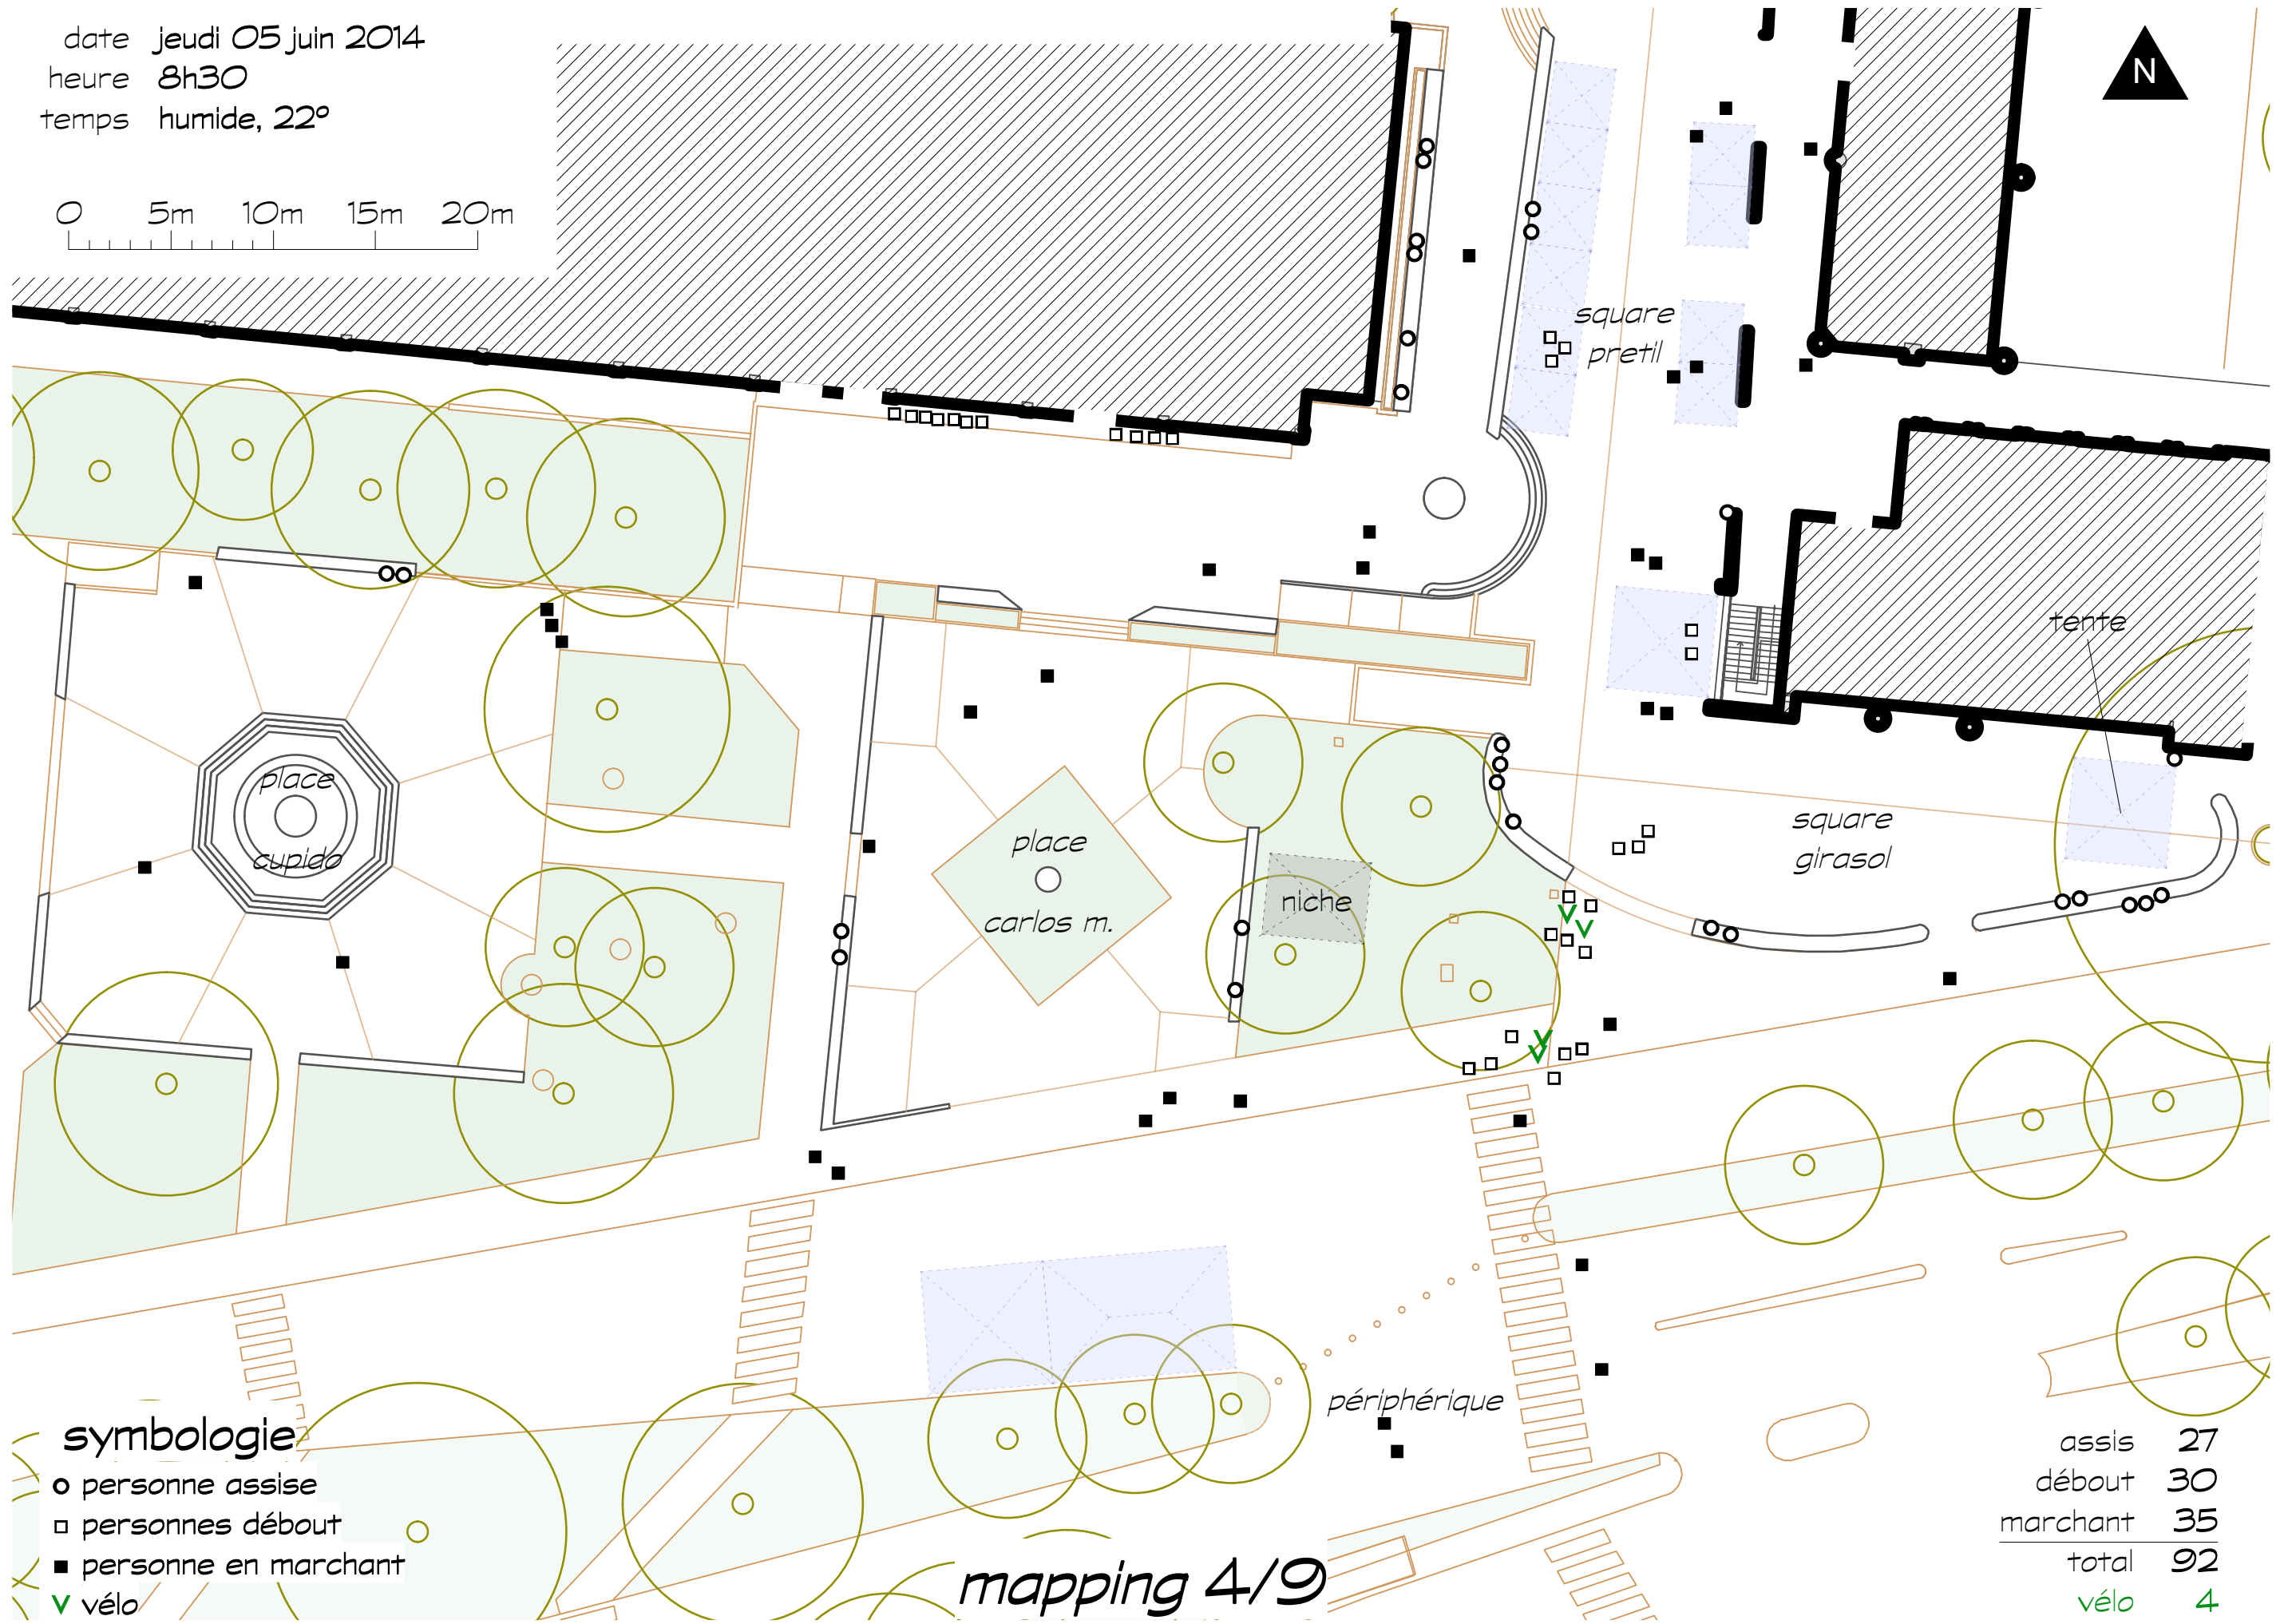 date jeudi 05 juin 2014
heure 8h30
temps humide, 22º
0 5m 10m 15m 20m
N
square
pretil
tente
place
cupido
place
carlos m.
niche
square
girasol
périphérique
symbologie
personne assise
personnes débout
personne en marchant
vélo
mapping 4/9
assis 27
débout 30
marchant 35
total 92
vélo 4